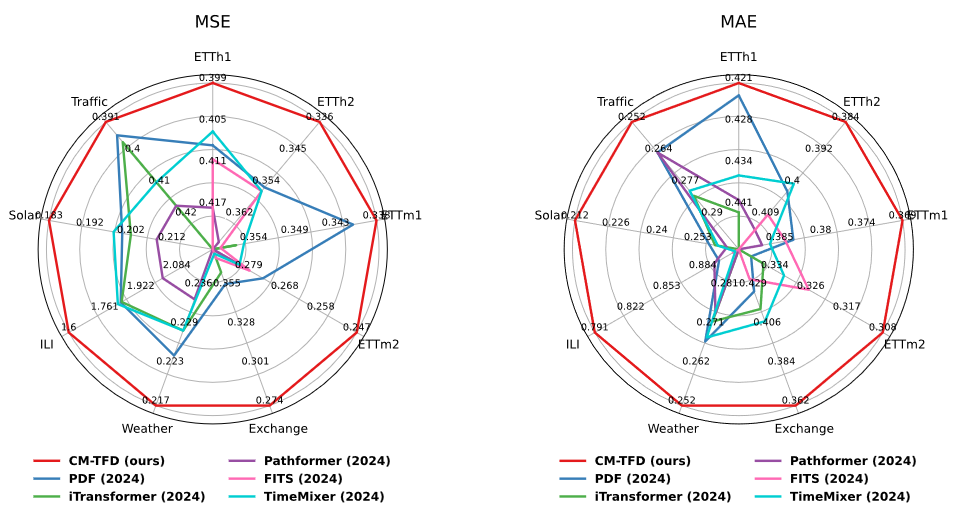 MSE
ETTh1
0.399
Traffic
ETTh2
0.391
0.336
0.405
0.4
0.345
0.411
0.41
0.354
0.417
0.42
0.362
Solar
0.183
0.192
0.202
0.212
0.354
0.349
0.343
ETTm1
2.084
0.279
1.922
0.268
1.761
0.258
1.6
0.247
0.236
0.355
0.229
0.328
0.223
0.301
0.217
0.274
ILI
ETTm2
Weather
Exchange
CM-TFD (ours)
PDF (2024)
iTransformer (2024)
Pathformer (2024)
FITS (2024)
TimeMixer (2024)
MAE
ETTh1
0.421
Traffic
ETTh2
0.252
0.384
0.428
0.264
0.392
0.434
0.277
0.4
0.441
0.29
0.409
Solar
0.212
0.226
0.24
0.253
0.385
0.38
0.374
ETTm1
0.884
0.334
0.853
0.326
0.822
0.317
0.791
0.308
0.281
0.429
0.271
0.406
0.262
0.384
0.252
0.362
ILI
ETTm2
Weather
Exchange
CM-TFD (ours)
PDF (2024)
iTransformer (2024)
Pathformer (2024)
FITS (2024)
TimeMixer (2024)